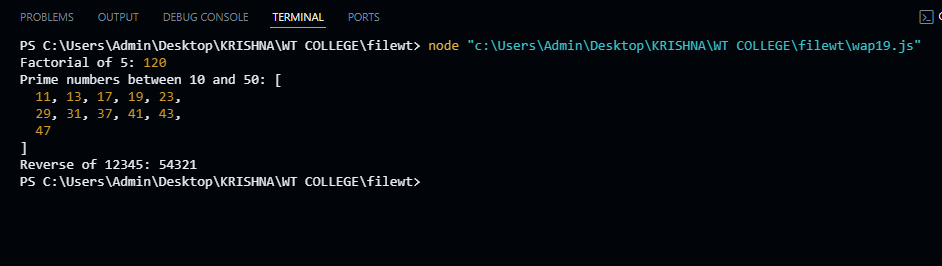 PROBLEMS OUTPUT DEBUG CONSOLE TERMINAL PORTS
PS C:\Users\Admin\Desktop\KRISHNA\WT COLLEGE\filewt> node "c:\Users\Admin\Desktop\KRISHNA\WT COLLEGE\filewt\wap19.js"
Factorial of 5: 120
Prime numbers between 10 and 50: [
  11, 13, 17, 19, 23,
  29, 31, 37, 41, 43,
  47
]
Reverse of 12345: 54321
PS C:\Users\Admin\Desktop\KRISHNA\WT COLLEGE\filewt>